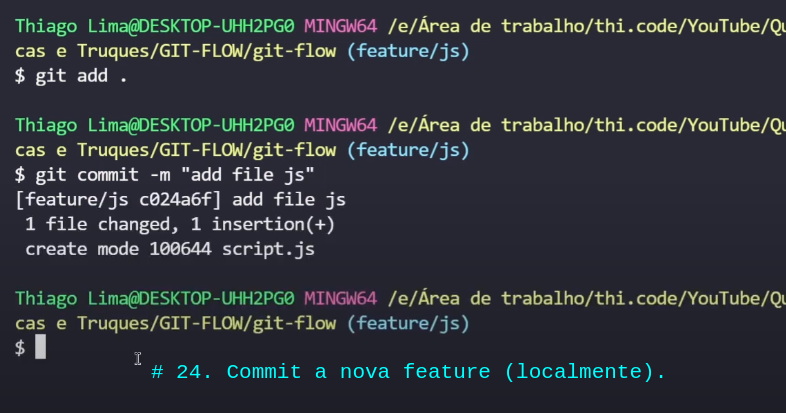 Thiago Lima@DESKTOP-UHH2PG0 MINGW64 /e/Área de trabalho/thi.code/YouTube/Qu
cas e Truques/GIT-FLOW/git-flow (feature/js)
$ git add .
Thiago Lima@DESKTOP-UHH2PG0 MINGW64 /e/Área de trabalho/thi.code/YouTube/Qu
cas e Truques/GIT-FLOW/git-flow (feature/js)
$ git commit -m "add file js"
[feature/js c024a6f] add file js
1 file changed, 1 insertion(+)
create mode 100644 script.js
Thiago Lima@DESKTOP-UHH2PG0 MINGW64 /e/Área de trabalho/thi.code/YouTube/Qu
cas e Truques/GIT-FLOW/git-flow (feature/js)
$
# 24. Commit a nova feature (localmente).